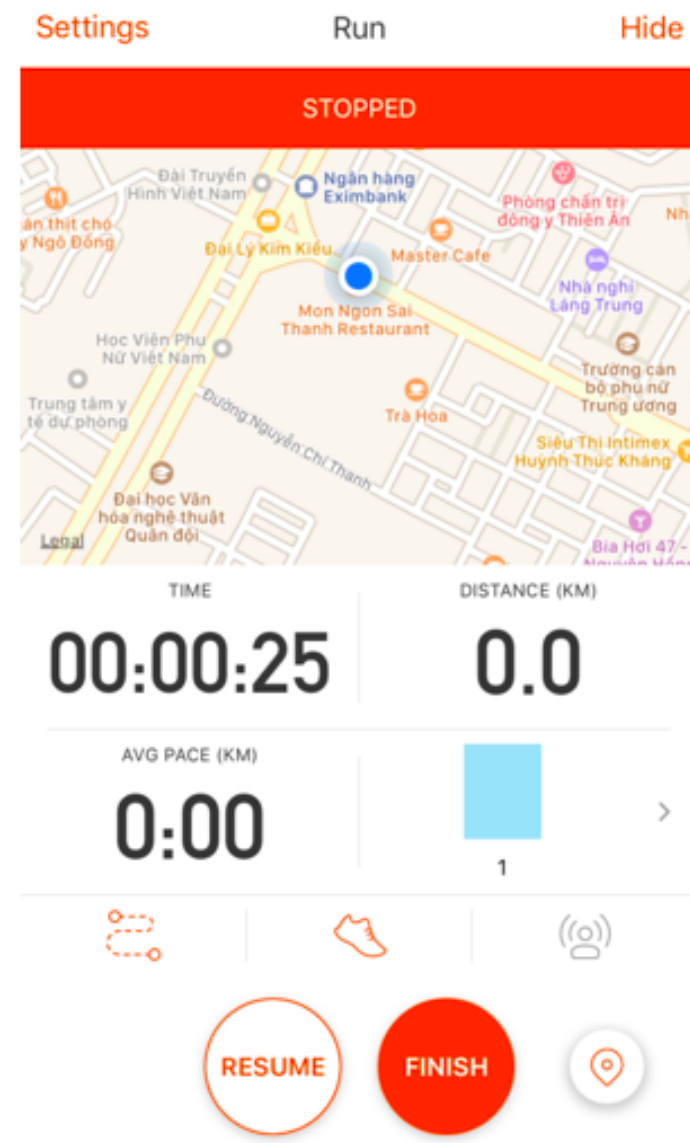 Settings
Run
Hide
STOPPED
Đài Truyền
Hình Việt Nam
Ngân hàng
Eximbank
Phòng chẩn trị
đông y Thiên Ân
Nh
án thịt chó
y Ngô Đồng
Đại Lý Kim Kiều
Master Cafe
Nhà nghỉ
Láng Trung
Mon Ngon Sai
Thanh Restaurant
Học Viện Phụ
Nữ Việt Nam
Trường cán
bộ phụ nữ
Trung ương
Trung tâm y
tế dự phòng
Đường Nguyễn Chí Thanh
Trà Hòa
Siêu Thị Intimex
Huỳnh Thúc Kháng
Đại học Văn
hóa nghệ thuật
Quân đội
Legal
Bia Hơi 47 -
TIME
DISTANCE (KM)
00:00:25
0.0
AVG PACE (KM)
0:00
1
RESUME
FINISH